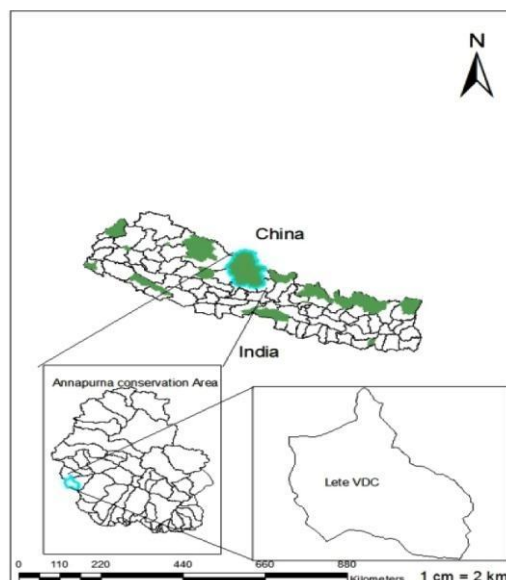 N
China
India
Annapurna conservation Area
Lete VDC
0 110 220 440 660 880
Kilometers 1 cm = 2 km